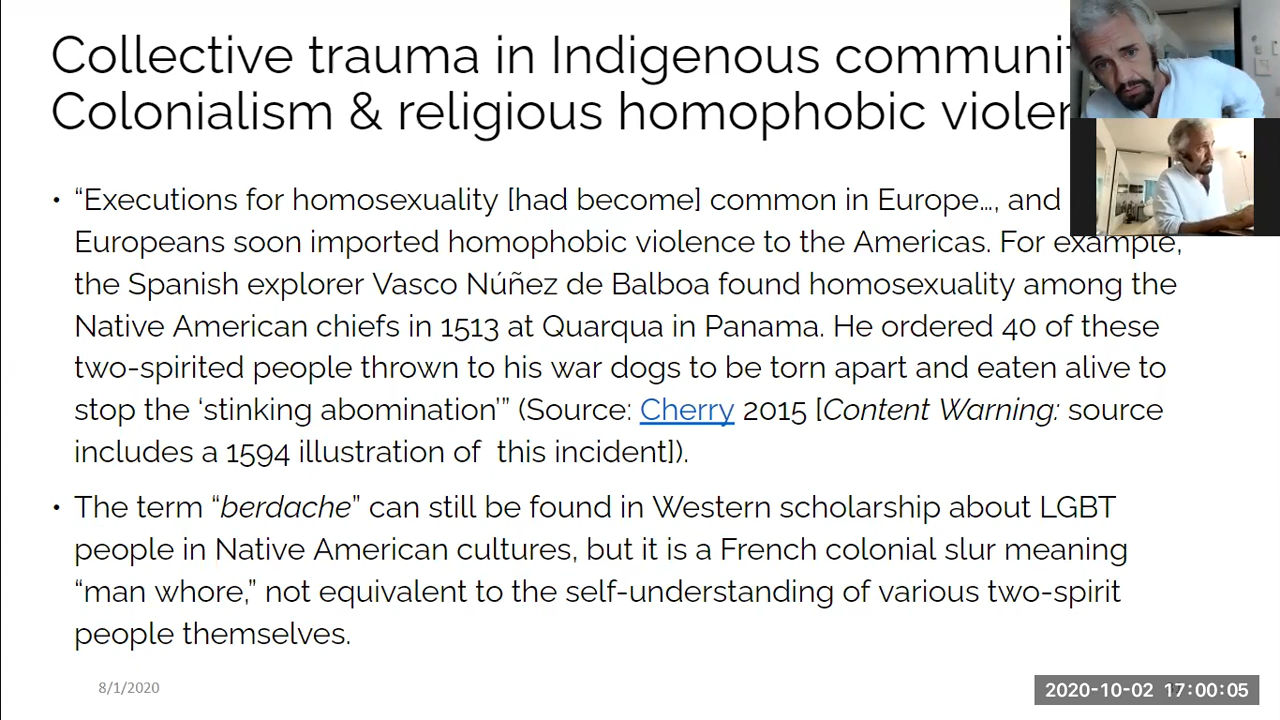 Collective trauma in Indigenous communit
Colonialism & religious homophobic violen
• “Executions for homosexuality [had become] common in Europe…, and
Europeans soon imported homophobic violence to the Americas. For example,
the Spanish explorer Vasco Núñez de Balboa found homosexuality among the
Native American chiefs in 1513 at Quarqua in Panama. He ordered 40 of these
two-spirited people thrown to his war dogs to be torn apart and eaten alive to
stop the ‘stinking abomination’” (Source: Cherry 2015 [Content Warning: source
includes a 1594 illustration of  this incident]).
• The term “berdache” can still be found in Western scholarship about LGBT
people in Native American cultures, but it is a French colonial slur meaning
“man whore,” not equivalent to the self-understanding of various two-spirit
people themselves.
8/1/2020
2020-10-02 17:00:05